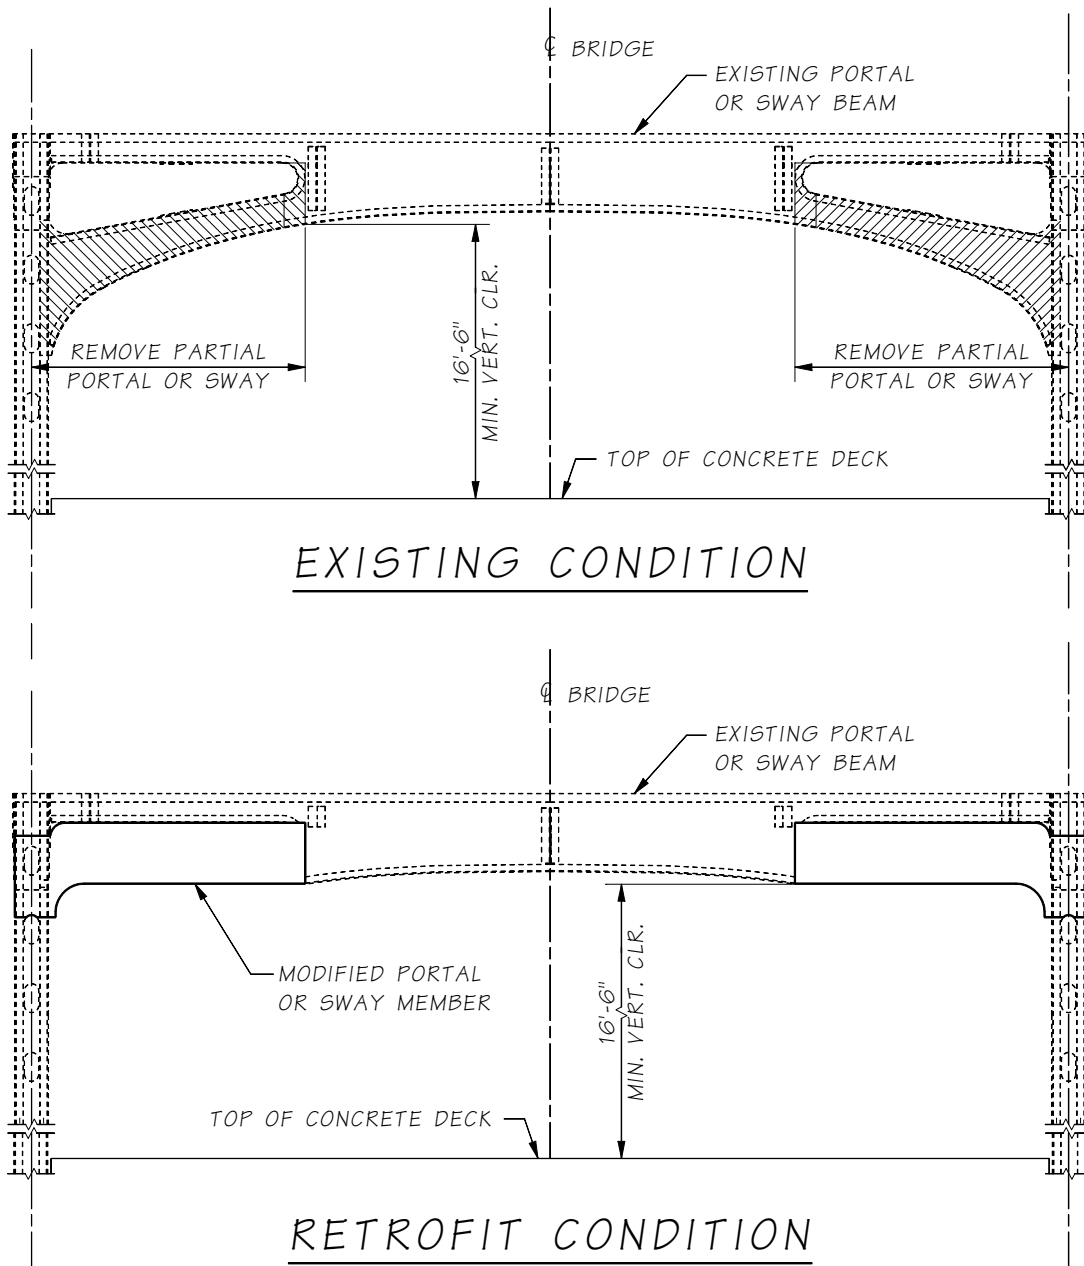 ℄ BRIDGE
EXISTING PORTAL
OR SWAY BEAM
REMOVE PARTIAL
PORTAL OR SWAY
16'-6"
MIN. VERT. CLR.
REMOVE PARTIAL
PORTAL OR SWAY
TOP OF CONCRETE DECK
EXISTING CONDITION
℄ BRIDGE
EXISTING PORTAL
OR SWAY BEAM
MODIFIED PORTAL
OR SWAY MEMBER
16'-6"
MIN. VERT. CLR.
TOP OF CONCRETE DECK
RETROFIT CONDITION